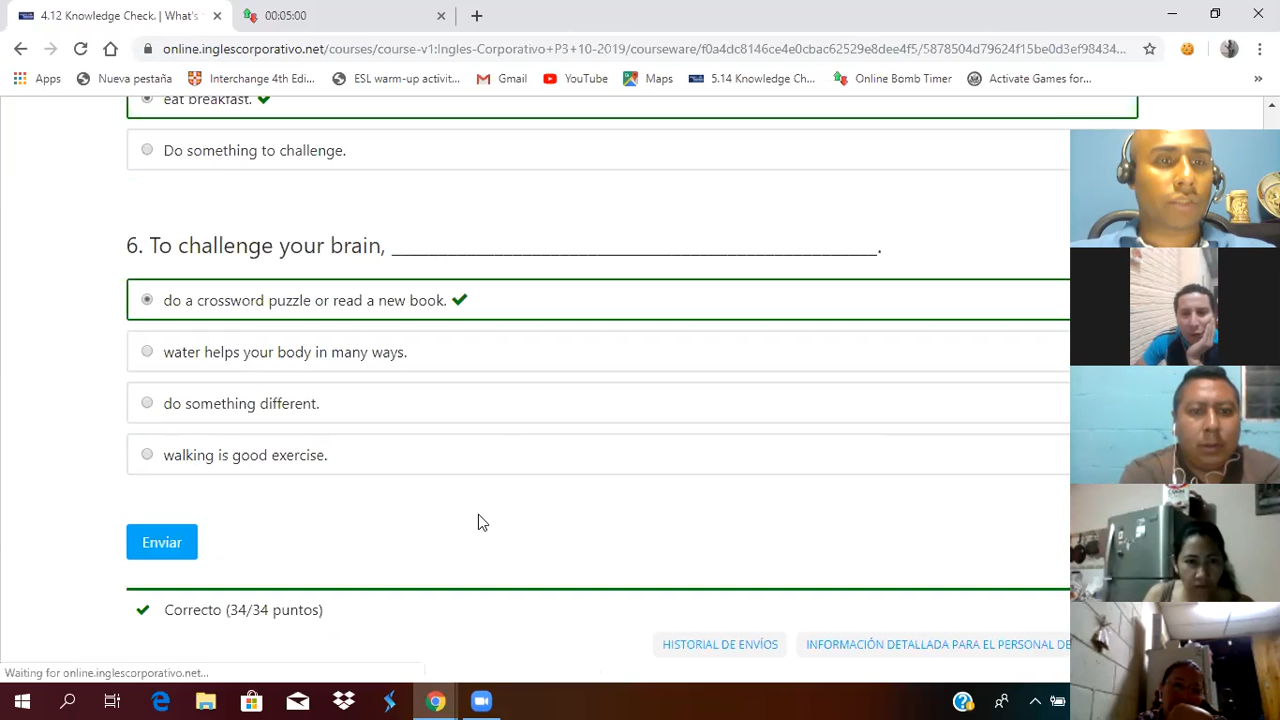 4.12 Knowledge Check. | What's
00:05:00
online.inglescorporativo.net/courses/course-v1:Ingles-Corporativo+P3+10-2019/courseware/f0a4dc8146ce4e0cbac62529e8dee4f5/5878504d79624f15be0d3ef98434...
Apps
Nueva pestaña
Interchange 4th Edi...
ESL warm-up activit...
Gmail
YouTube
Maps
5.14 Knowledge Ch...
Online Bomb Timer
Activate Games for...
»
eat breakfast.
Do something to challenge.
6. To challenge your brain, ________________________________________.
do a crossword puzzle or read a new book.
water helps your body in many ways.
do something different.
walking is good exercise.
Enviar
Correcto (34/34 puntos)
HISTORIAL DE ENVÍOS
INFORMACIÓN DETALLADA PARA EL PERSONAL DE
Waiting for online.inglescorporativo.net...